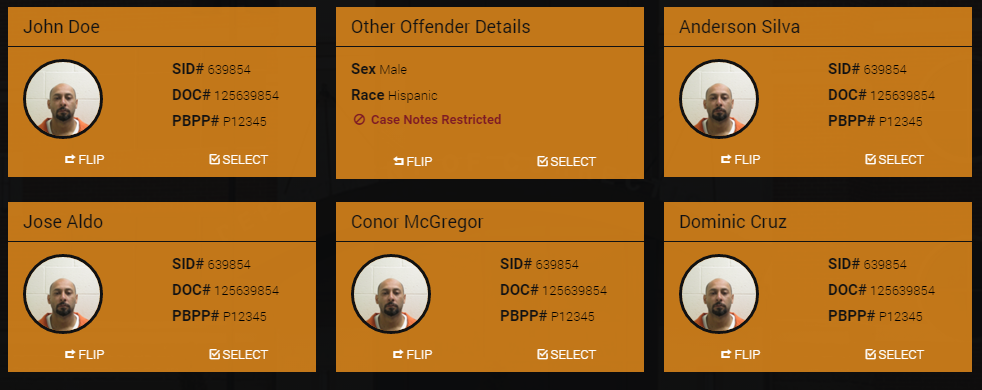 John Doe
SID# 639854
DOC# 125639854
PBPP# P12345
FLIP
SELECT
Other Offender Details
Sex Male
Race Hispanic
Case Notes Restricted
FLIP
SELECT
Anderson Silva
SID# 639854
DOC# 125639854
PBPP# P12345
FLIP
SELECT
Jose Aldo
SID# 639854
DOC# 125639854
PBPP# P12345
FLIP
SELECT
Conor McGregor
SID# 639854
DOC# 125639854
PBPP# P12345
FLIP
SELECT
Dominic Cruz
SID# 639854
DOC# 125639854
PBPP# P12345
FLIP
SELECT